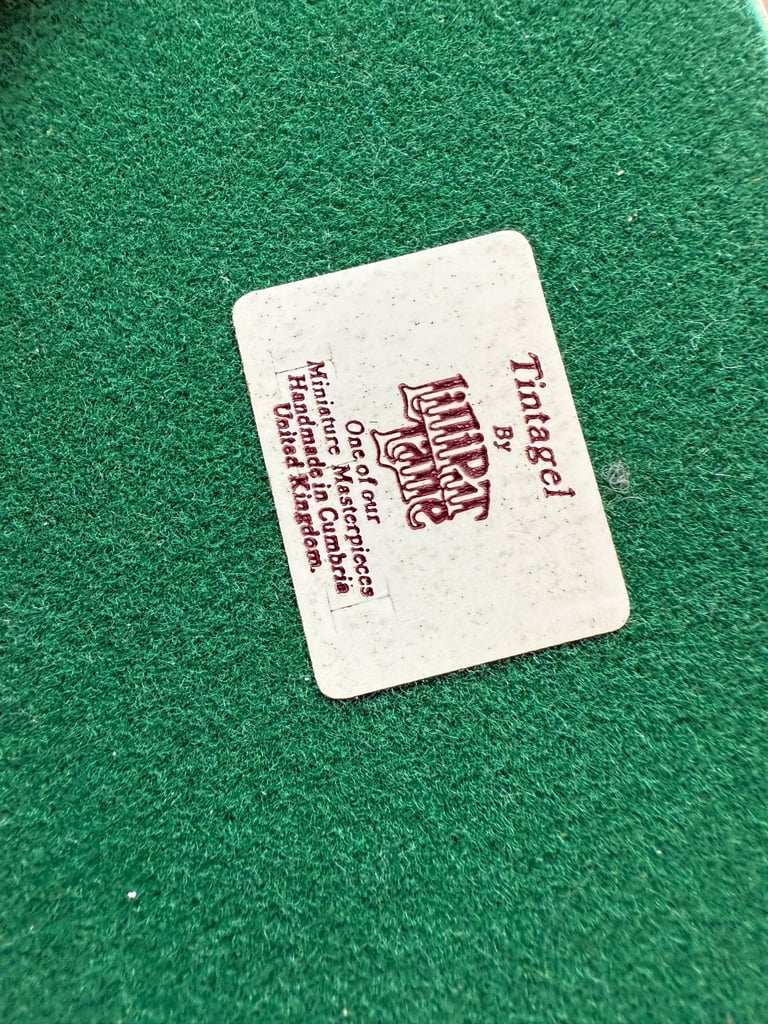 Tintagel
By
Lilliput
Lane
One of our
Miniature Masterpieces
Handmade in Cumbria
United Kingdom.